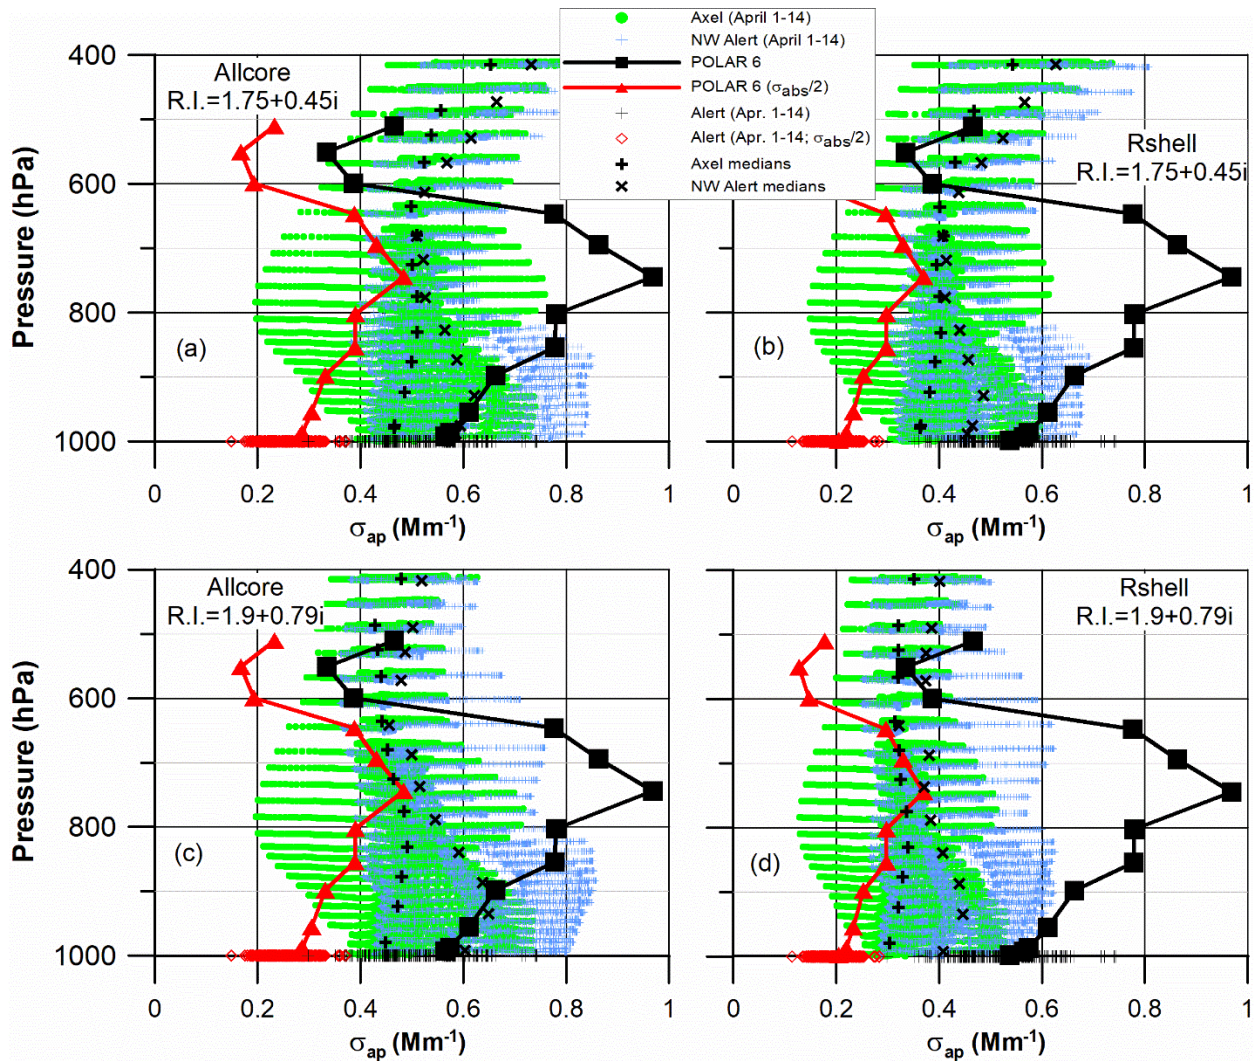 Axel (April 1-14)
NW Alert (April 1-14)
POLAR 6
POLAR 6 (σabs/2)
Alert (Apr. 1-14)
Alert (Apr. 1-14; σabs/2)
Axel medians
NW Alert medians
400
600
800
1000
Pressure (hPa)
Allcore
R.I.=1.75+0.45i
(a)
0 0.2 0.4 0.6 0.8 1
σap (Mm-1)
Rshell
R.I.=1.75+0.45i
(b)
0 0.2 0.4 0.6 0.8 1
σap (Mm-1)
400
600
800
1000
Pressure (hPa)
Allcore
R.I.=1.9+0.79i
(c)
0 0.2 0.4 0.6 0.8 1
σap (Mm-1)
Rshell
R.I.=1.9+0.79i
(d)
0 0.2 0.4 0.6 0.8 1
σap (Mm-1)